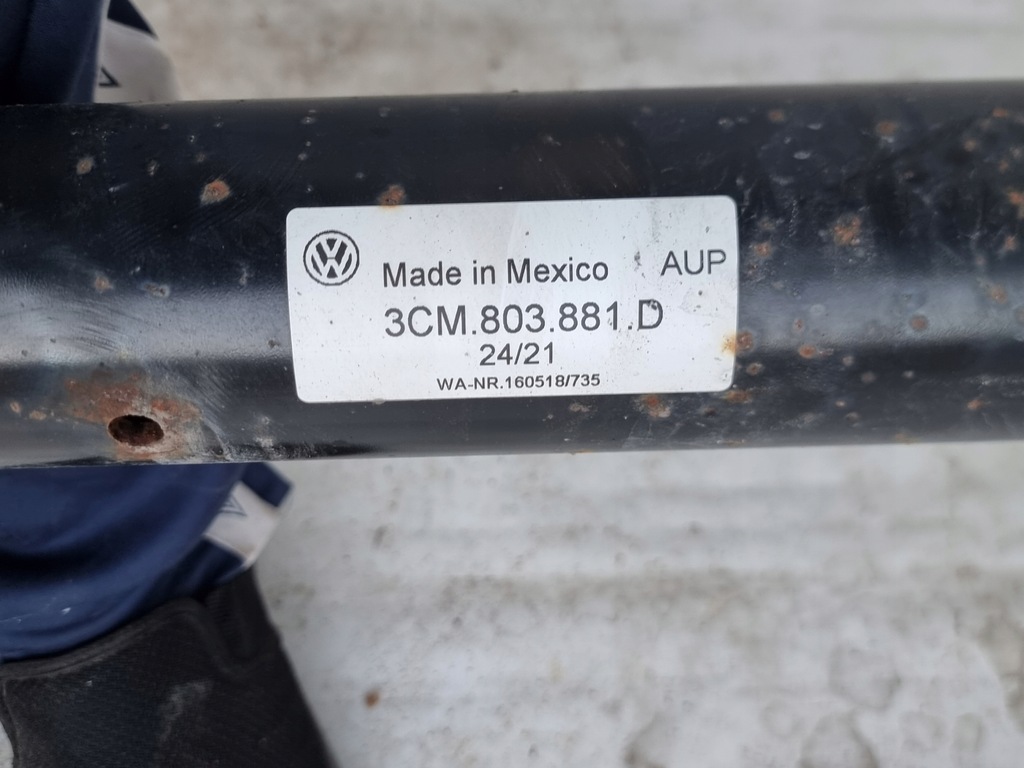 Made in Mexico AUP
3CM.803.881.D
24/21
WA-NR.160518/735